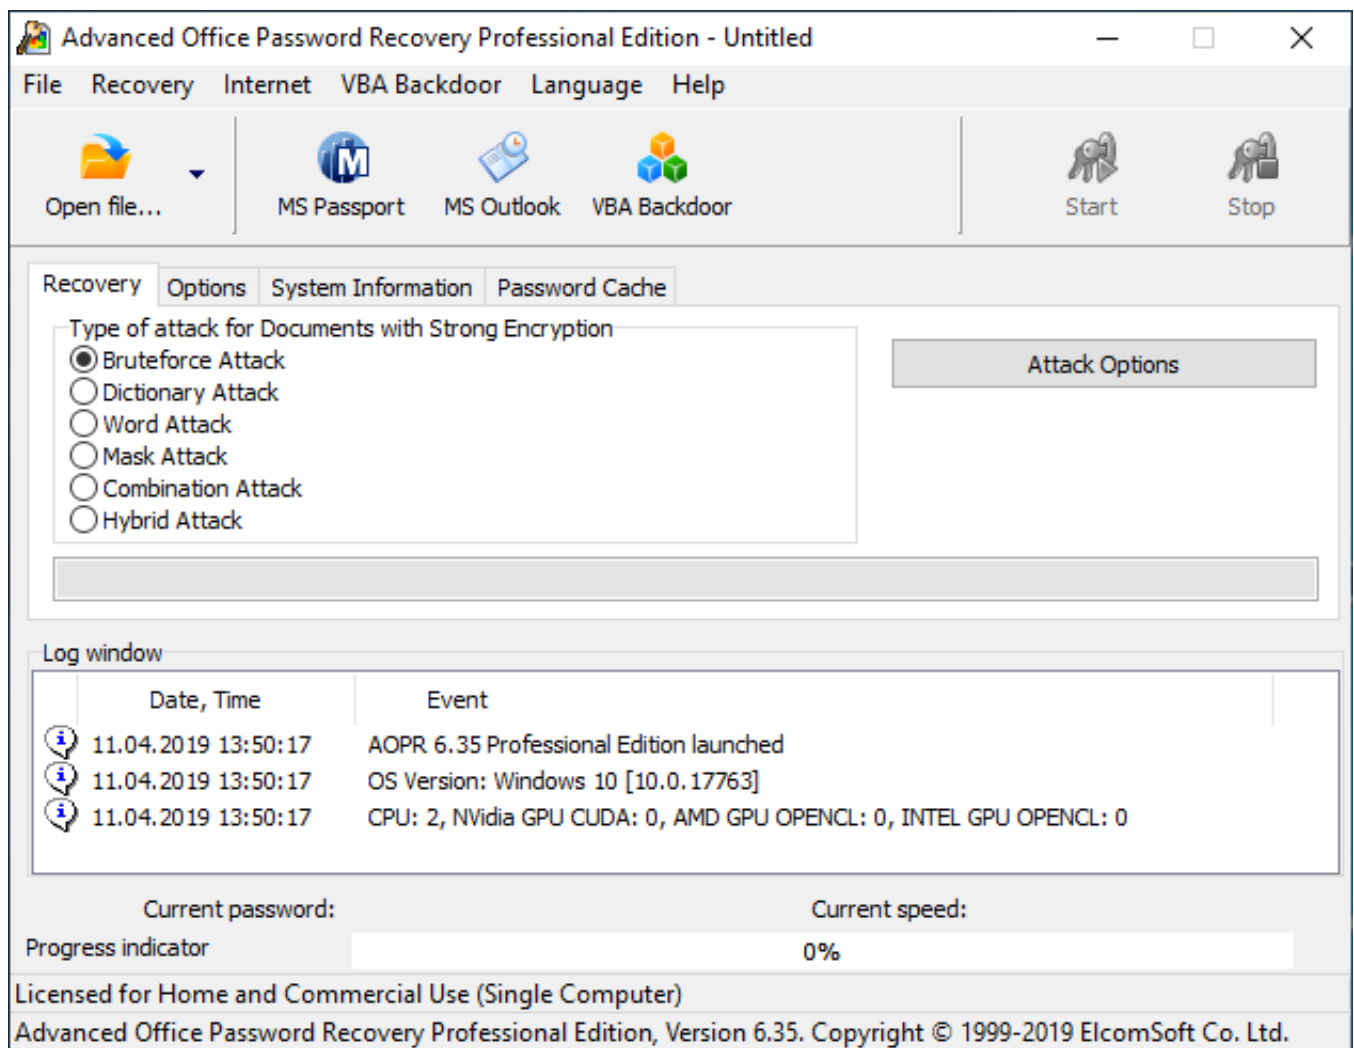 Advanced Office Password Recovery Professional Edition - Untitled
File Recovery Internet VBA Backdoor Language Help
Open file... MS Passport MS Outlook VBA Backdoor Start Stop
Recovery Options System Information Password Cache
Type of attack for Documents with Strong Encryption
Bruteforce Attack
Attack Options
Dictionary Attack
Word Attack
Mask Attack
Combination Attack
Hybrid Attack
Log window
Date, Time Event
11.04.2019 13:50:17 AOPR 6.35 Professional Edition launched
11.04.2019 13:50:17 OS Version: Windows 10 [10.0.17763]
11.04.2019 13:50:17 CPU: 2, NVidia GPU CUDA: 0, AMD GPU OPENCL: 0, INTEL GPU OPENCL: 0
Current password: Current speed:
Progress indicator 0%
Licensed for Home and Commercial Use (Single Computer)
Advanced Office Password Recovery Professional Edition, Version 6.35. Copyright © 1999-2019 ElcomSoft Co. Ltd.